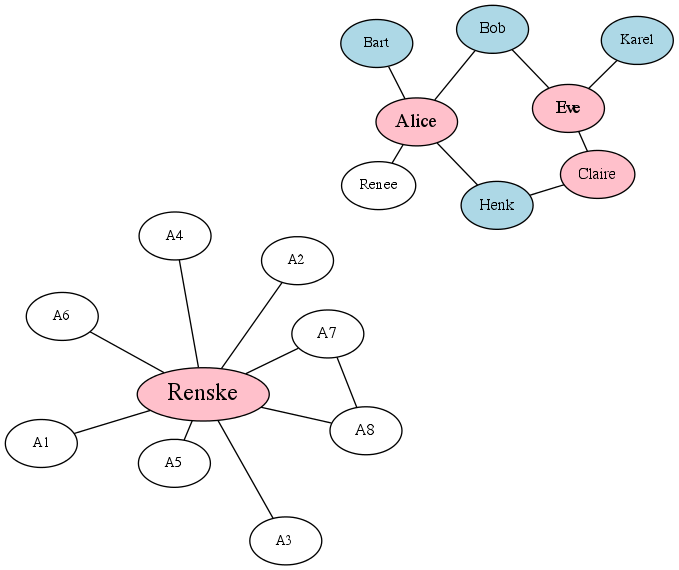 Bob
Karel
Bart
Eve
Alice
Claire
Renee
Henk
A4
A2
A6
A7
Renske
A8
A1
A5
A3